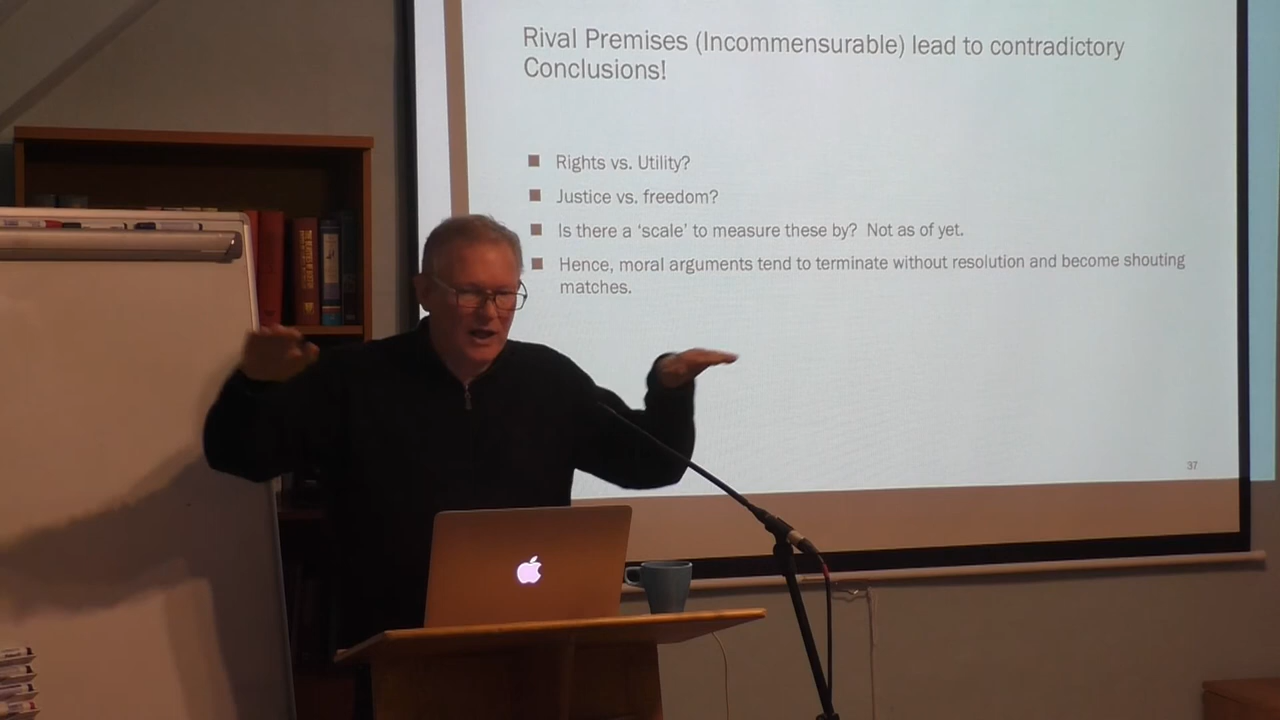 Rival Premises (Incommensurable) lead to contradictory
Conclusions!
Rights vs. Utility?
Justice vs. freedom?
Is there a ‘scale’ to measure these by?  Not as of yet.
Hence, moral arguments tend to terminate without resolution and become shouting
matches.
37